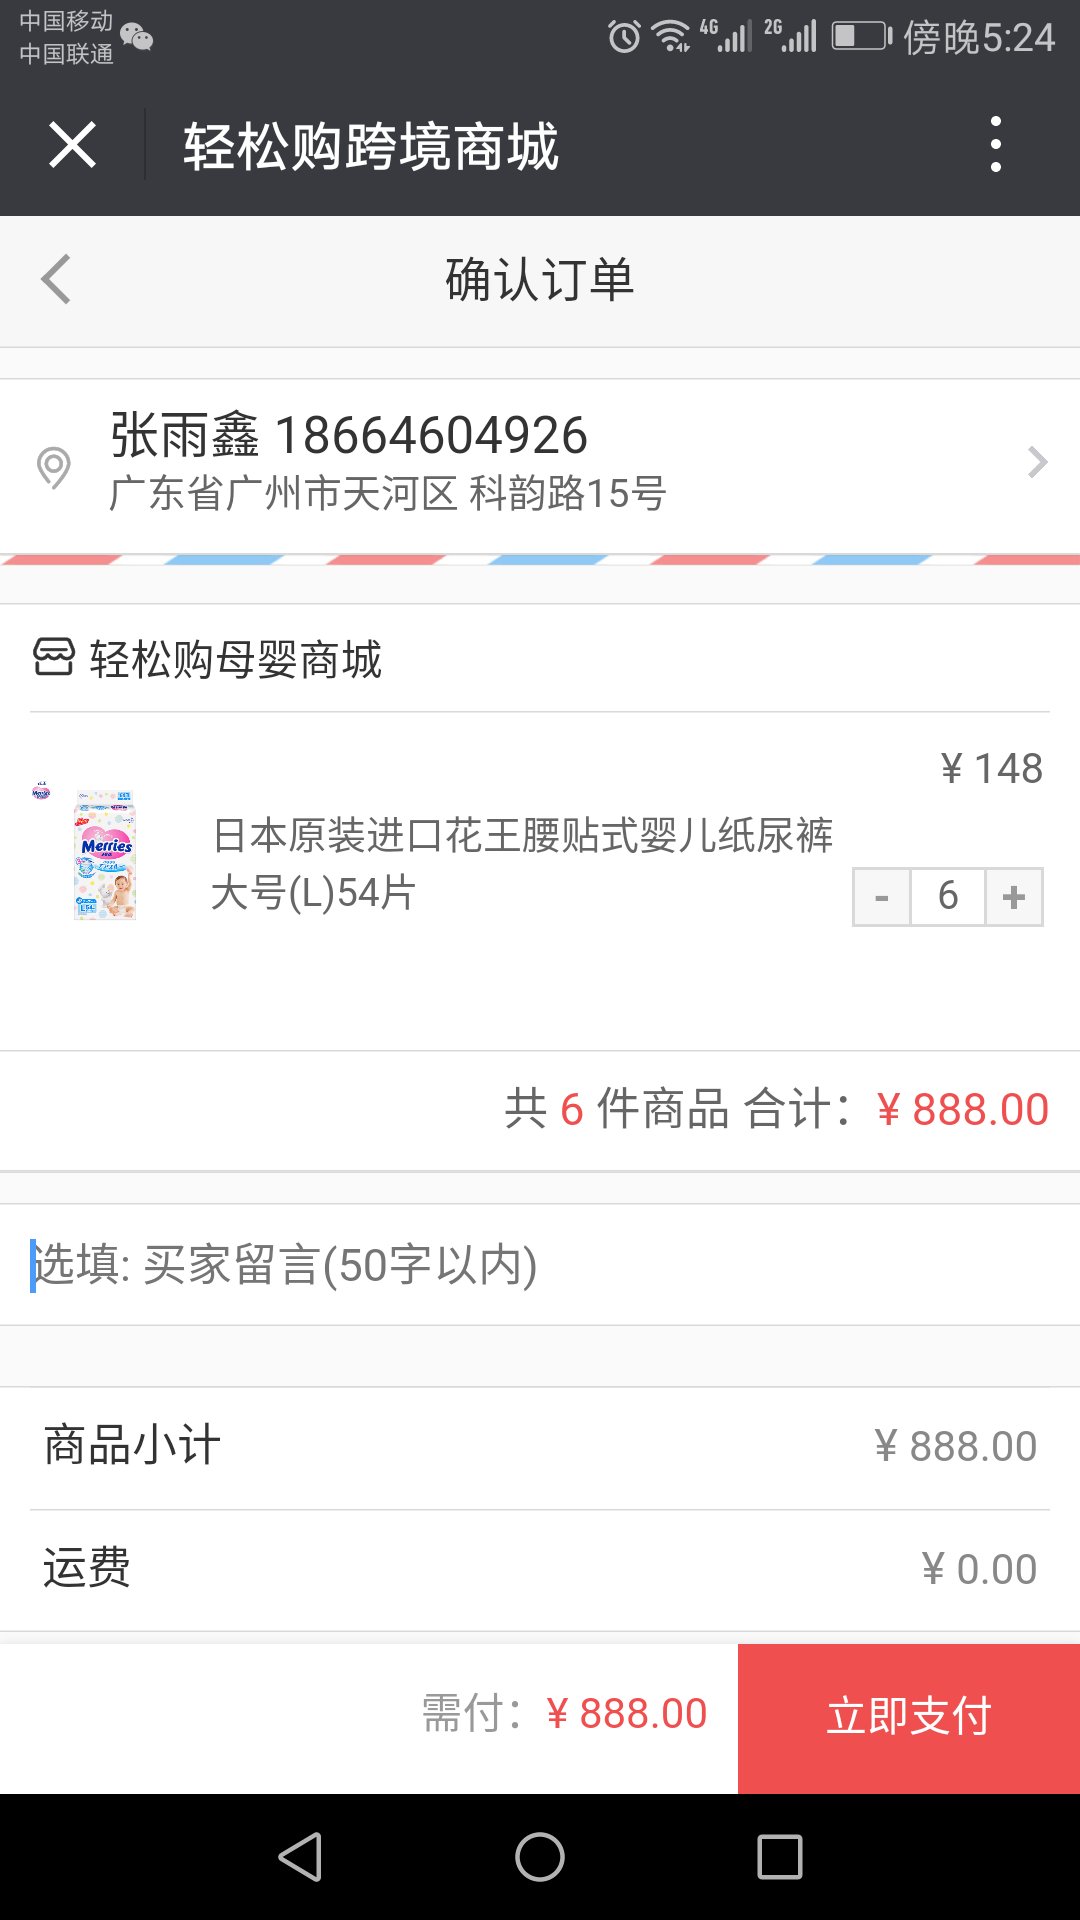 中国移动
中国联通
4G 2G 傍晚5:24
轻松购跨境商城
确认订单
张雨鑫 18664604926
广东省广州市天河区 科韵路15号
轻松购母婴商城
¥ 148
Merries
日本原装进口花王腰贴式婴儿纸尿裤
大号(L)54片
- 6 +
共 6 件商品 合计：¥ 888.00
选填: 买家留言(50字以内)
商品小计 ¥ 888.00
运费 ¥ 0.00
需付：¥ 888.00 立即支付